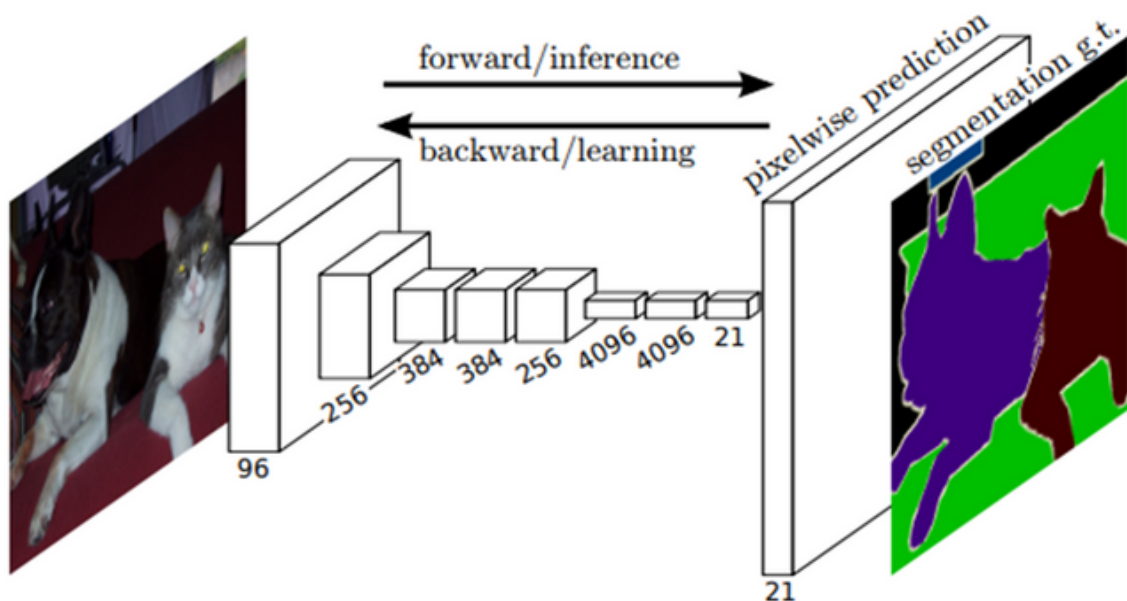 forward/inference
backward/learning
pixelwise prediction
segmentation g.t.
96
256
384
384
256
4096
4096
21
21